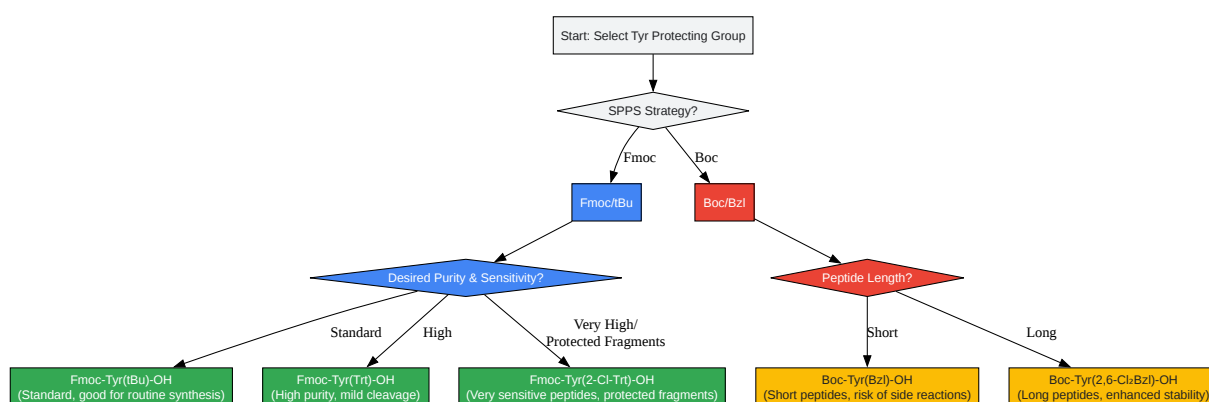 Start: Select Tyr Protecting Group
SPPS Strategy?
Fmoc
Boc
Fmoc/tBu
Boc/Bzl
Desired Purity & Sensitivity?
Peptide Length?
Standard
High
Very High/
Protected Fragments
Short
Long
Fmoc-Tyr(tBu)-OH
(Standard, good for routine synthesis)
Fmoc-Tyr(Trt)-OH
(High purity, mild cleavage)
Fmoc-Tyr(2-Cl-Trt)-OH
(Very sensitive peptides, protected fragments)
Boc-Tyr(Bzl)-OH
(Short peptides, risk of side reactions)
Boc-Tyr(2,6-Cl₂Bzl)-OH
(Long peptides, enhanced stability)